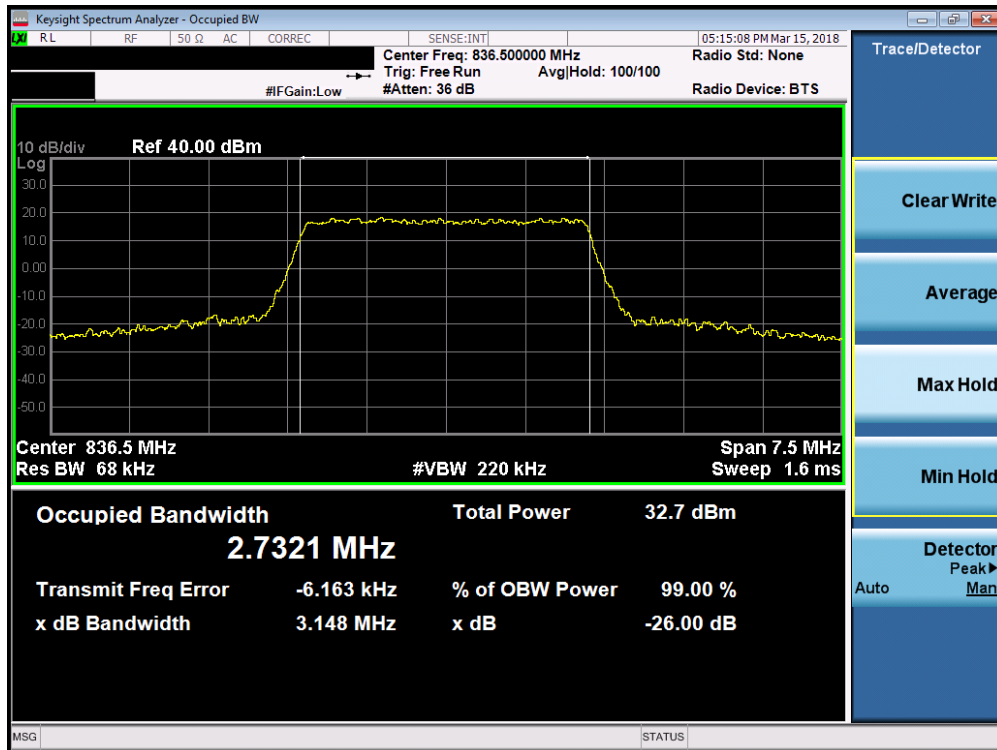 Keysight Spectrum Analyzer - Occupied BW
LXI RL RF 50 Ω AC CORREC SENSE:INT 05:15:08 PM Mar 15, 2018
Center Freq: 836.500000 MHz Radio Std: None
Trig: Free Run Avg|Hold: 100/100
#IFGain:Low #Atten: 36 dB Radio Device: BTS
Trace/Detector
10 dB/div Ref 40.00 dBm
Log
30.0
20.0
10.0
0.00
-10.0
-20.0
-30.0
-40.0
-50.0
Center 836.5 MHz Span 7.5 MHz
Res BW 68 kHz #VBW 220 kHz Sweep 1.6 ms
Occupied Bandwidth Total Power 32.7 dBm
2.7321 MHz
Transmit Freq Error -6.163 kHz % of OBW Power 99.00 %
x dB Bandwidth 3.148 MHz x dB -26.00 dB
Clear Write
Average
Max Hold
Min Hold
Detector
Peak▶
Auto Man
MSG STATUS